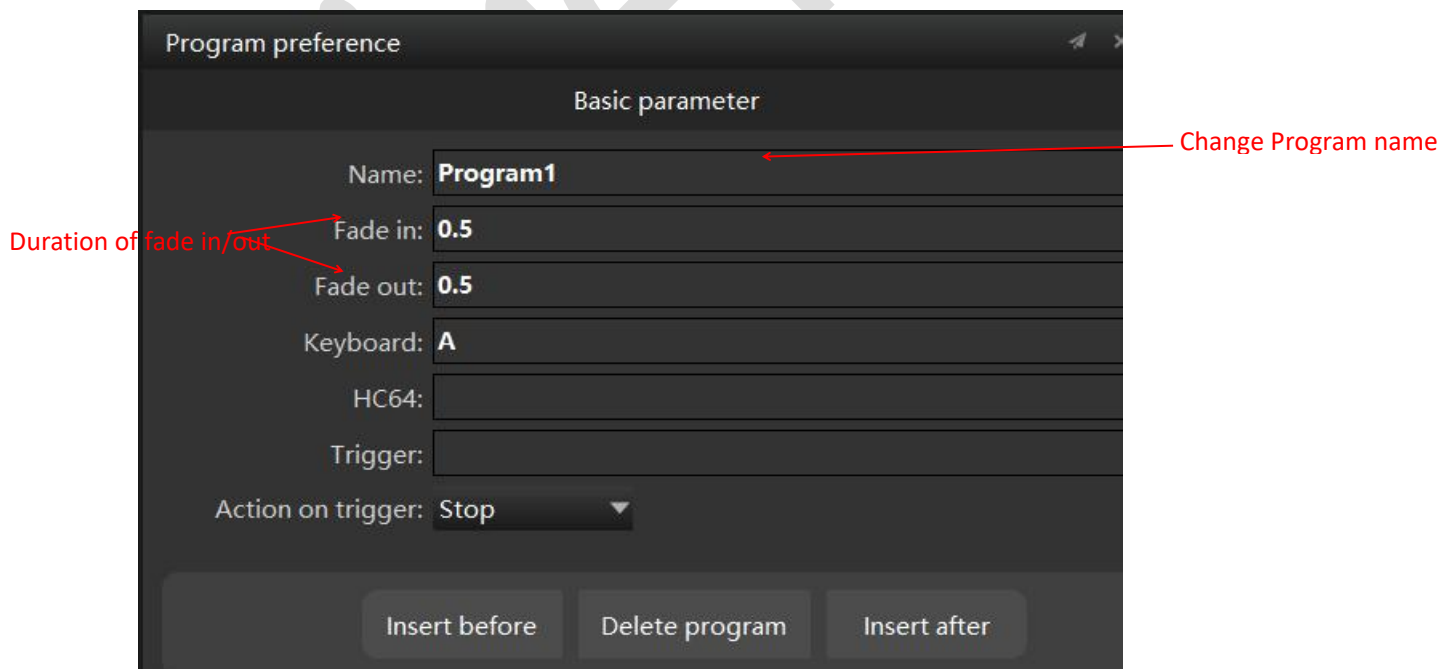 Program preference
Basic parameter
Change Program name
Name: Program1
Duration of fade in/out
Fade in: 0.5
Fade out: 0.5
Keyboard: A
HC64:
Trigger:
Action on trigger: Stop
Insert before Delete program Insert after